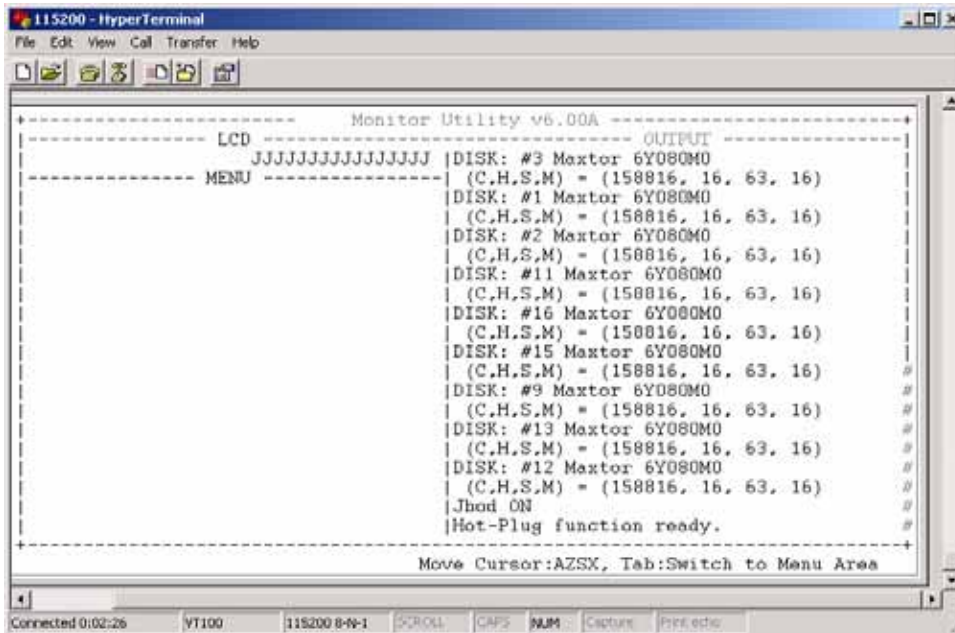 115200 - HyperTerminal
File Edit View Call Transfer Help
Monitor Utility v6.00A
LCD
OUTPUT
JJJJJJJJJJJJJJJJ |DISK: #3 Maxtor 6Y080M0
MENU
(C,H,S,M) = (158816, 16, 63, 16)
|DISK: #1 Maxtor 6Y080M0
| (C,H,S,M) = (158816, 16, 63, 16)
|DISK: #2 Maxtor 6Y080M0
| (C,H,S,M) = (158816, 16, 63, 16)
|DISK: #11 Maxtor 6Y080M0
| (C,H,S,M) = (158816, 16, 63, 16)
|DISK: #16 Maxtor 6Y080M0
| (C,H,S,M) = (158816, 16, 63, 16)
|DISK: #15 Maxtor 6Y080M0
| (C,H,S,M) = (158816, 16, 63, 16) #
|DISK: #9 Maxtor 6Y080M0 #
| (C,H,S,M) = (158816, 16, 63, 16) #
|DISK: #13 Maxtor 6Y080M0 #
| (C,H,S,M) = (158816, 16, 63, 16) #
|DISK: #12 Maxtor 6Y080M0 #
| (C,H,S,M) = (158816, 16, 63, 16) #
|Jbod ON #
|Hot-Plug function ready. #
Move Cursor:AZSX, Tab:Switch to Menu Area
Connected 0:02:26 VT100 115200 8-N-1 SCROLL CAPS NUM Capture Print echo